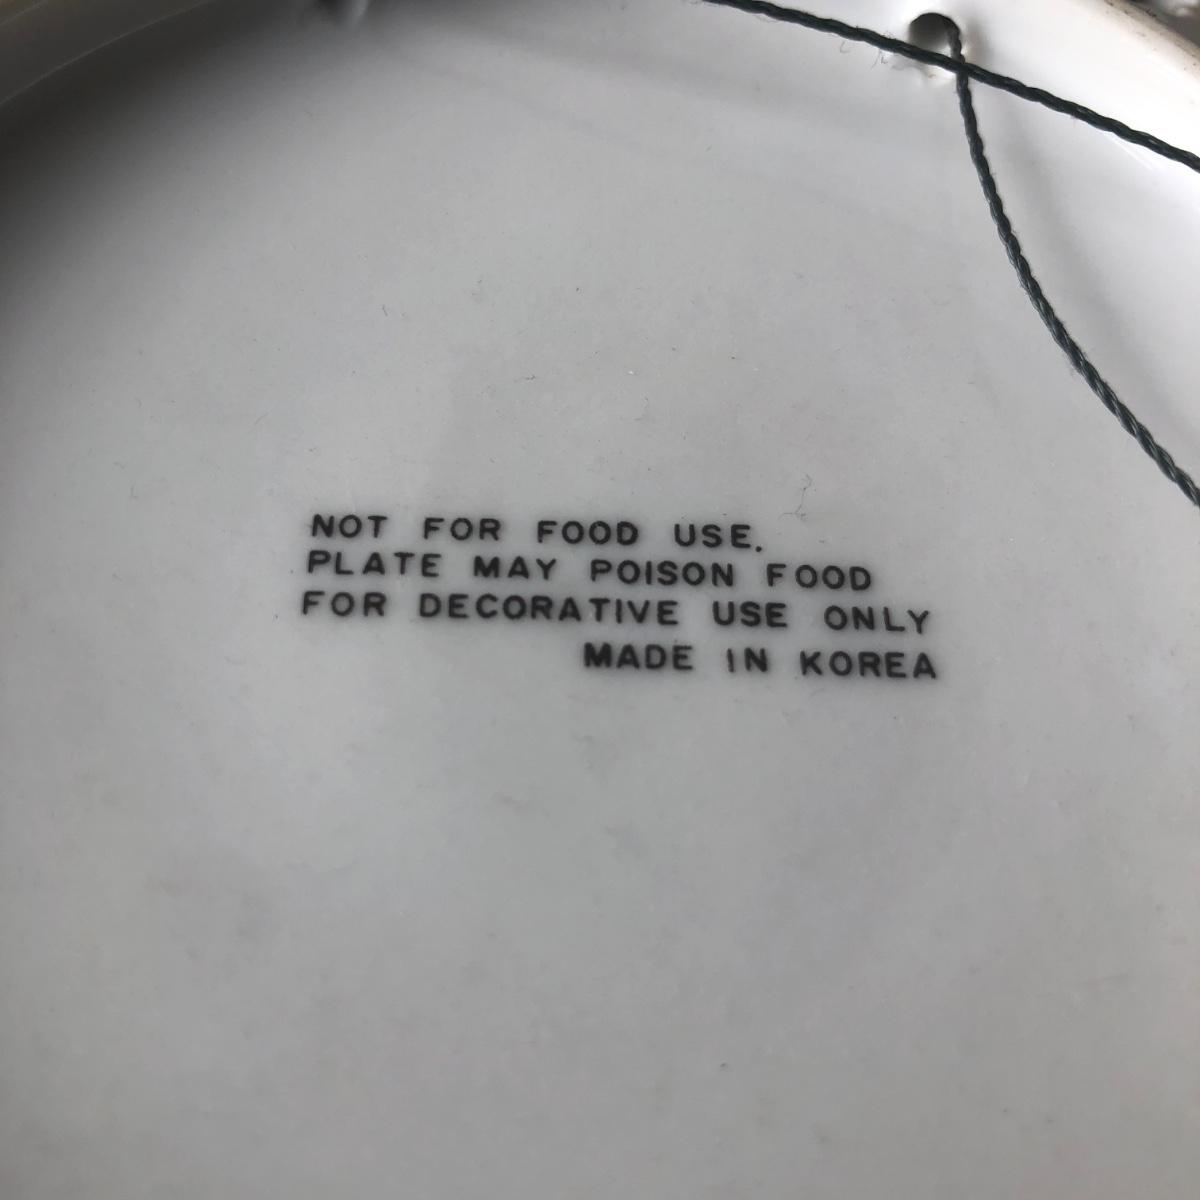 NOT FOR FOOD USE.
PLATE MAY POISON FOOD
FOR DECORATIVE USE ONLY
MADE IN KOREA